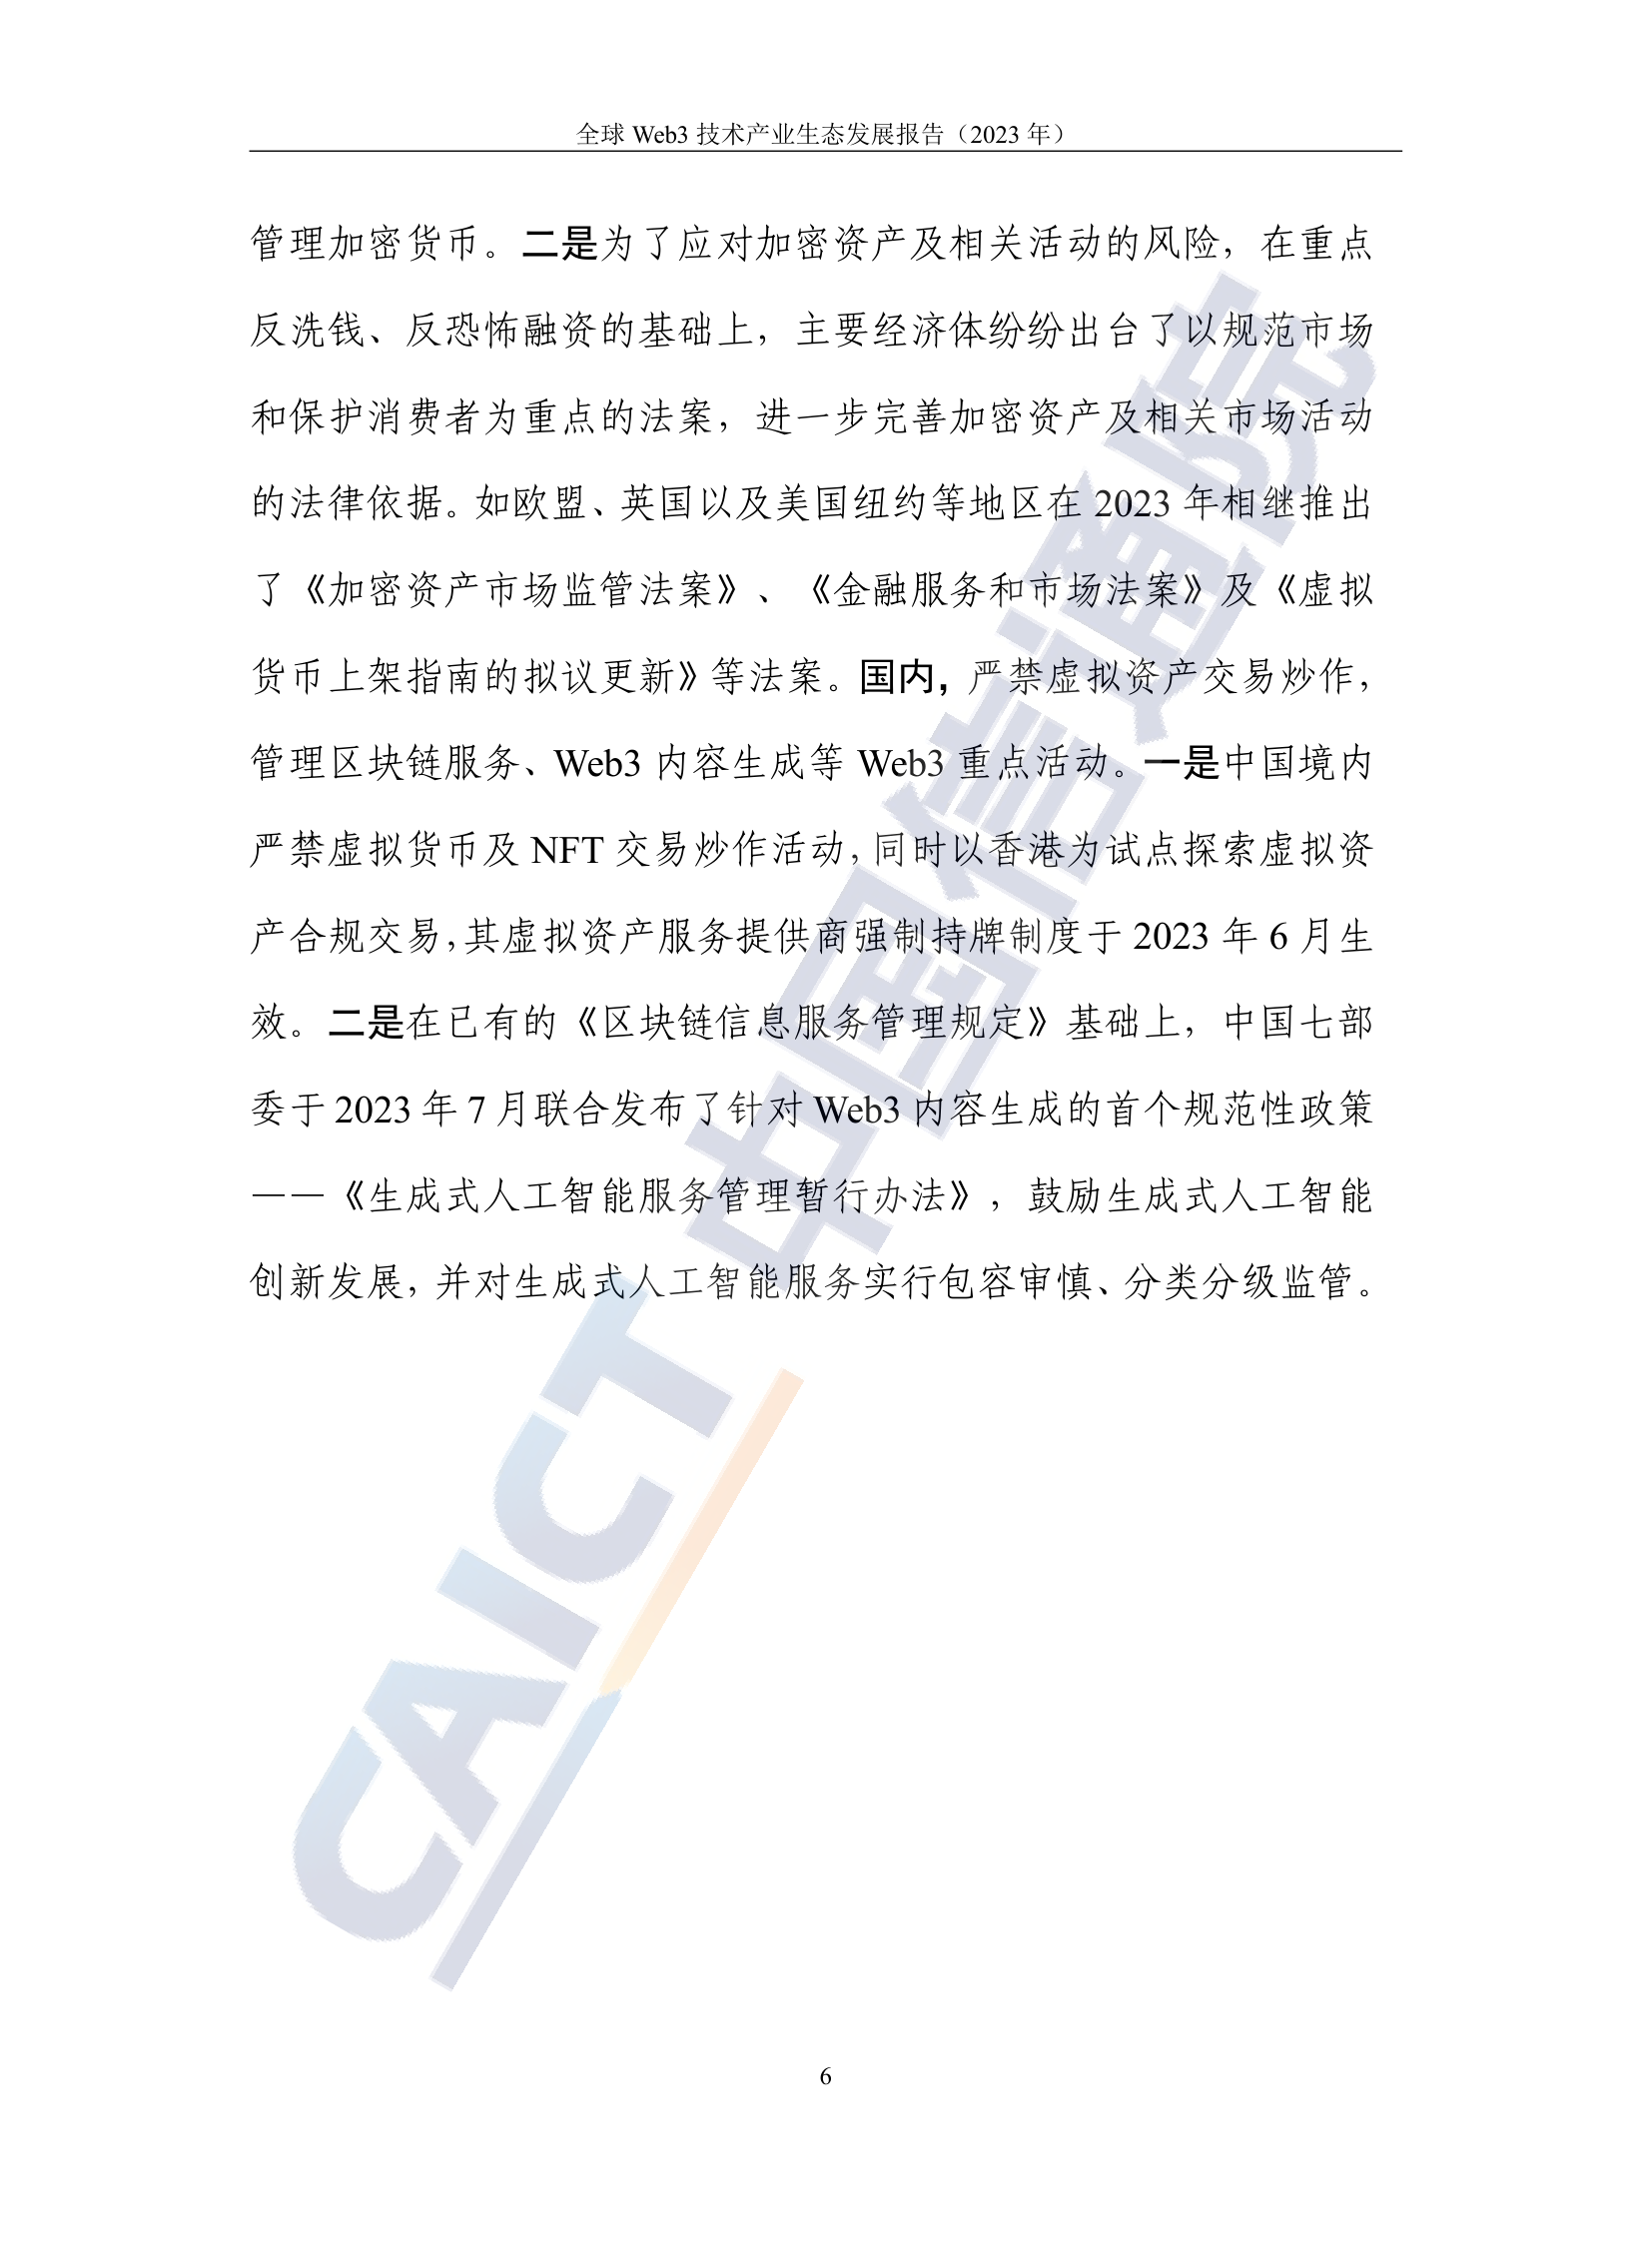 全球 Web3 技术产业生态发展报告（2023 年）
管理加密货币。二是为了应对加密资产及相关活动的风险，在重点
反洗钱、反恐怖融资的基础上，主要经济体纷纷出台了以规范市场
和保护消费者为重点的法案，进一步完善加密资产及相关市场活动
的法律依据。如欧盟、英国以及美国纽约等地区在 2023 年相继推出
了《加密资产市场监管法案》、《金融服务和市场法案》及《虚拟
货币上架指南的拟议更新》等法案。国内，严禁虚拟资产交易炒作，
管理区块链服务、Web3 内容生成等 Web3 重点活动。一是中国境内
严禁虚拟货币及 NFT 交易炒作活动，同时以香港为试点探索虚拟资
产合规交易，其虚拟资产服务提供商强制持牌制度于 2023 年 6 月生
效。二是在已有的《区块链信息服务管理规定》基础上，中国七部
委于 2023 年 7 月联合发布了针对 Web3 内容生成的首个规范性政策
——《生成式人工智能服务管理暂行办法》，鼓励生成式人工智能
创新发展，并对生成式人工智能服务实行包容审慎、分类分级监管。
CAICT 中国信通院
6